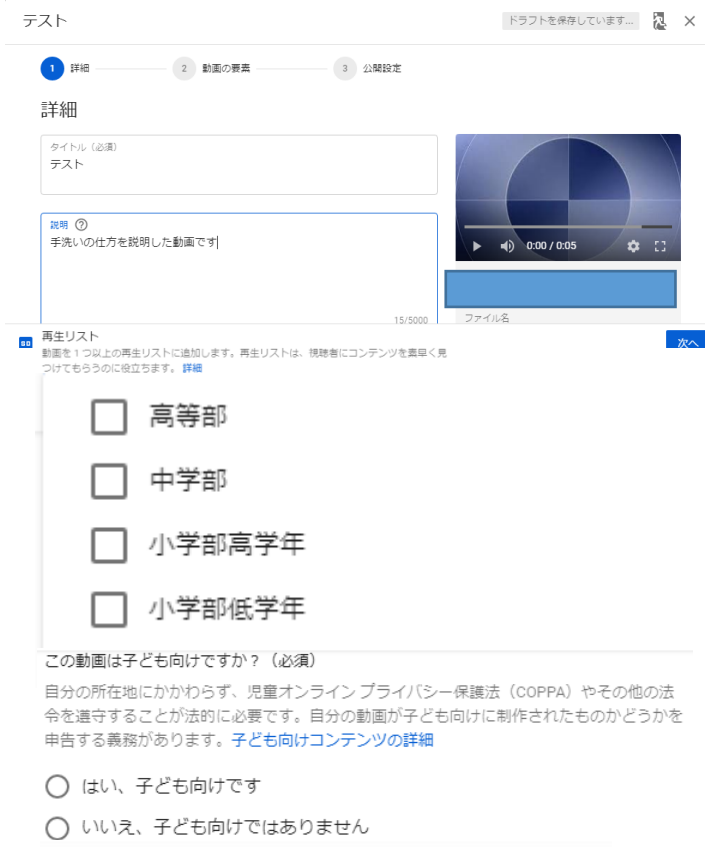 テスト
ドラフトを保存しています...
1 詳細
2 動画の要素
3 公開設定
詳細
タイトル（必須）
テスト
説明
手洗いの仕方を説明した動画です
15/5000
0:00 / 0:05
ファイル名
再生リスト
動画を 1 つ以上の再生リストに追加します。再生リストは、視聴者にコンテンツを素早く見
つけてもらうのに役立ちます。 詳細
次へ
高等部
中学部
小学部高学年
小学部低学年
この動画は子ども向けですか？（必須）
自分の所在地にかかわらず、児童オンライン プライバシー保護法（COPPA）やその他の法
令を遵守することが法的に必要です。自分の動画が子ども向けに制作されたものかどうかを
申告する義務があります。子ども向けコンテンツの詳細
はい、子ども向けです
いいえ、子ども向けではありません